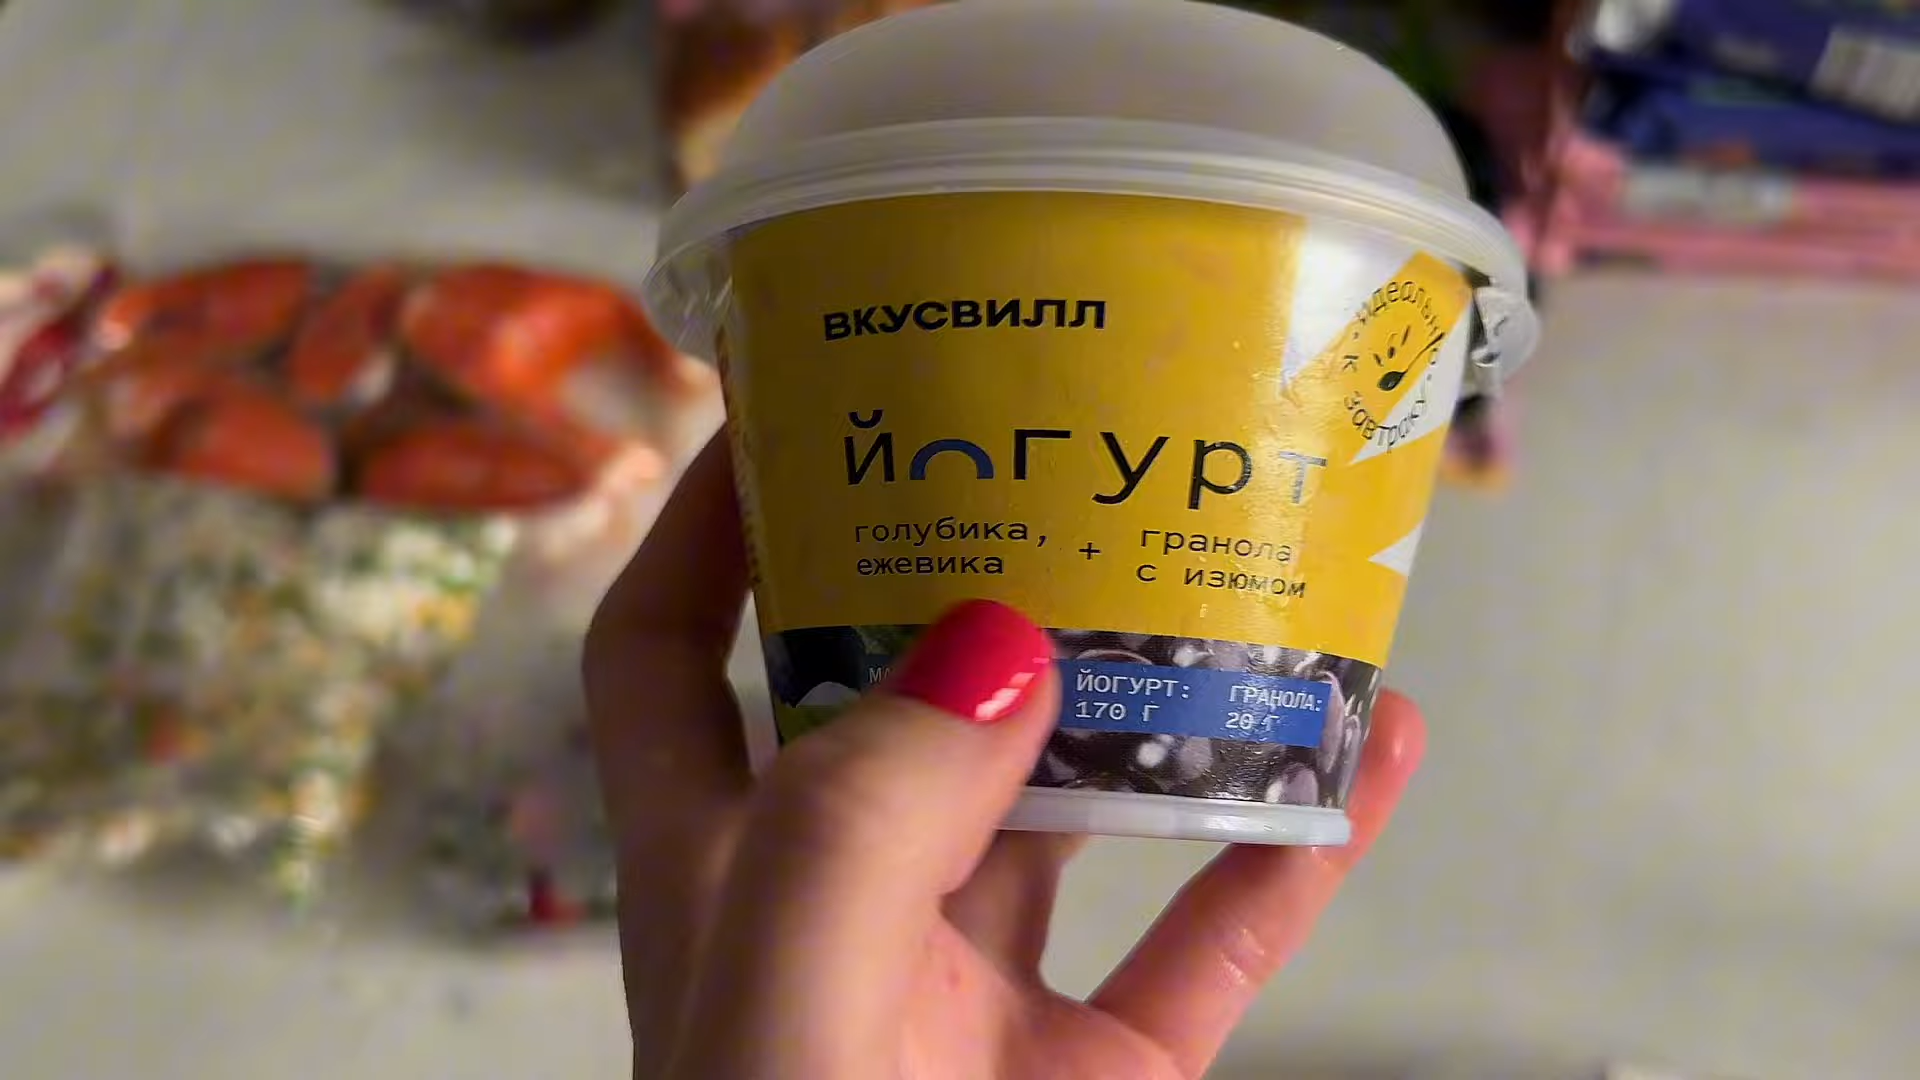 ВКУСВИЛЛ
йогурт
голубика,
ежевика
+
гранола
с изюмом
идеально
к завтраку
ЙОГУРТ:
170 Г
ГРАНОЛА:
20 Г